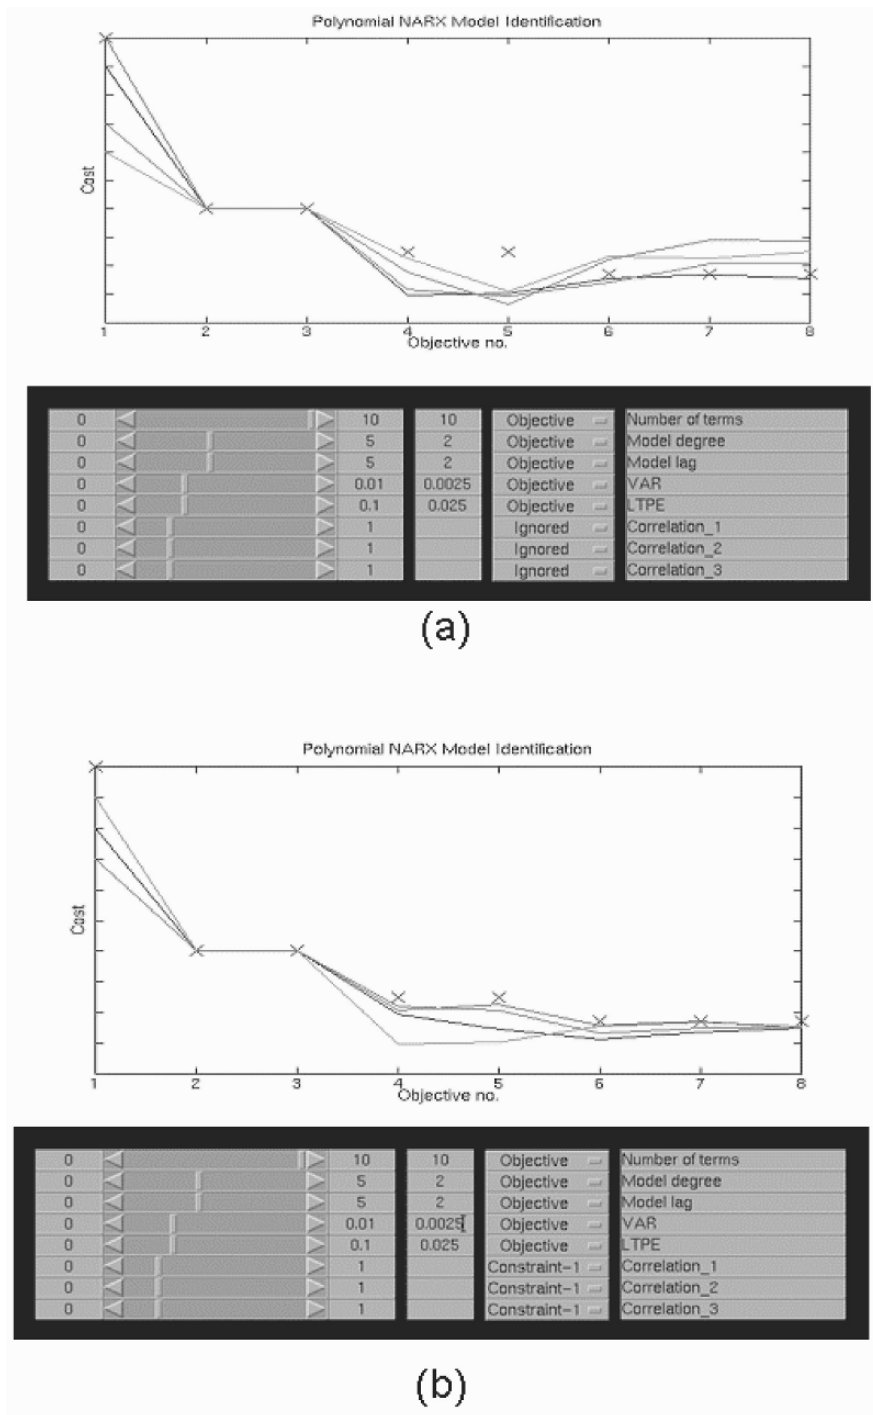 Polynomial NARX Model Identification
Cost
1 2 3 4 5 6 7 8
Objective no.
0 10 10 Objective Number of terms
0 5 2 Objective Model degree
0 5 2 Objective Model lag
0 0.01 0.0025 Objective VAR
0 0.1 0.025 Objective LTPE
0 1 Ignored Correlation_1
0 1 Ignored Correlation_2
0 1 Ignored Correlation_3
(a)
Polynomial NARX Model Identification
Cost
1 2 3 4 5 6 7 8
Objective no.
0 10 10 Objective Number of terms
0 5 2 Objective Model degree
0 5 2 Objective Model lag
0 0.01 0.0025 Objective VAR
0 0.1 0.025 Objective LTPE
0 1 Constraint-1 Correlation_1
0 1 Constraint-1 Correlation_2
0 1 Constraint-1 Correlation_3
(b)